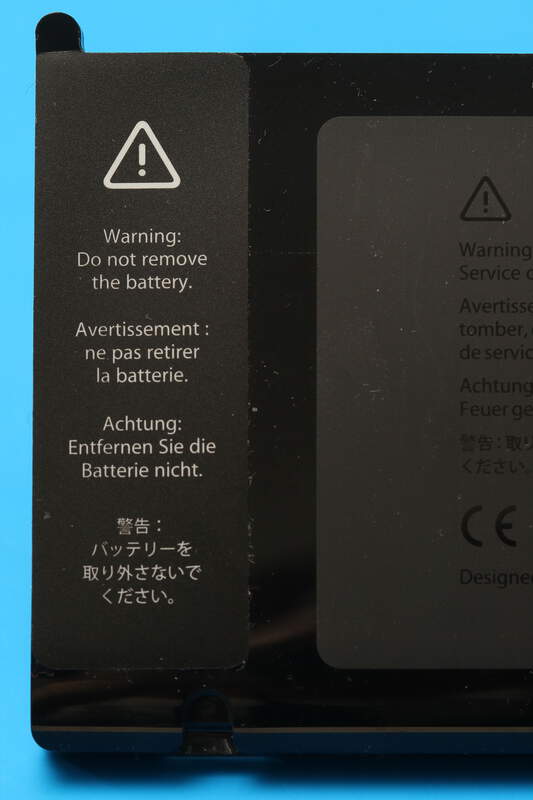 Warning:
Do not remove
the battery.
Avertissement :
ne pas retirer
la batterie.
Achtung:
Entfernen Sie die
Batterie nicht.
警告：
バッテリーを
取り外さないで
ください。
Warning
Service
Avertisse
tomber,
de servic
Achtung
Feuer ge
警告：取り
ください。
CE
Designed